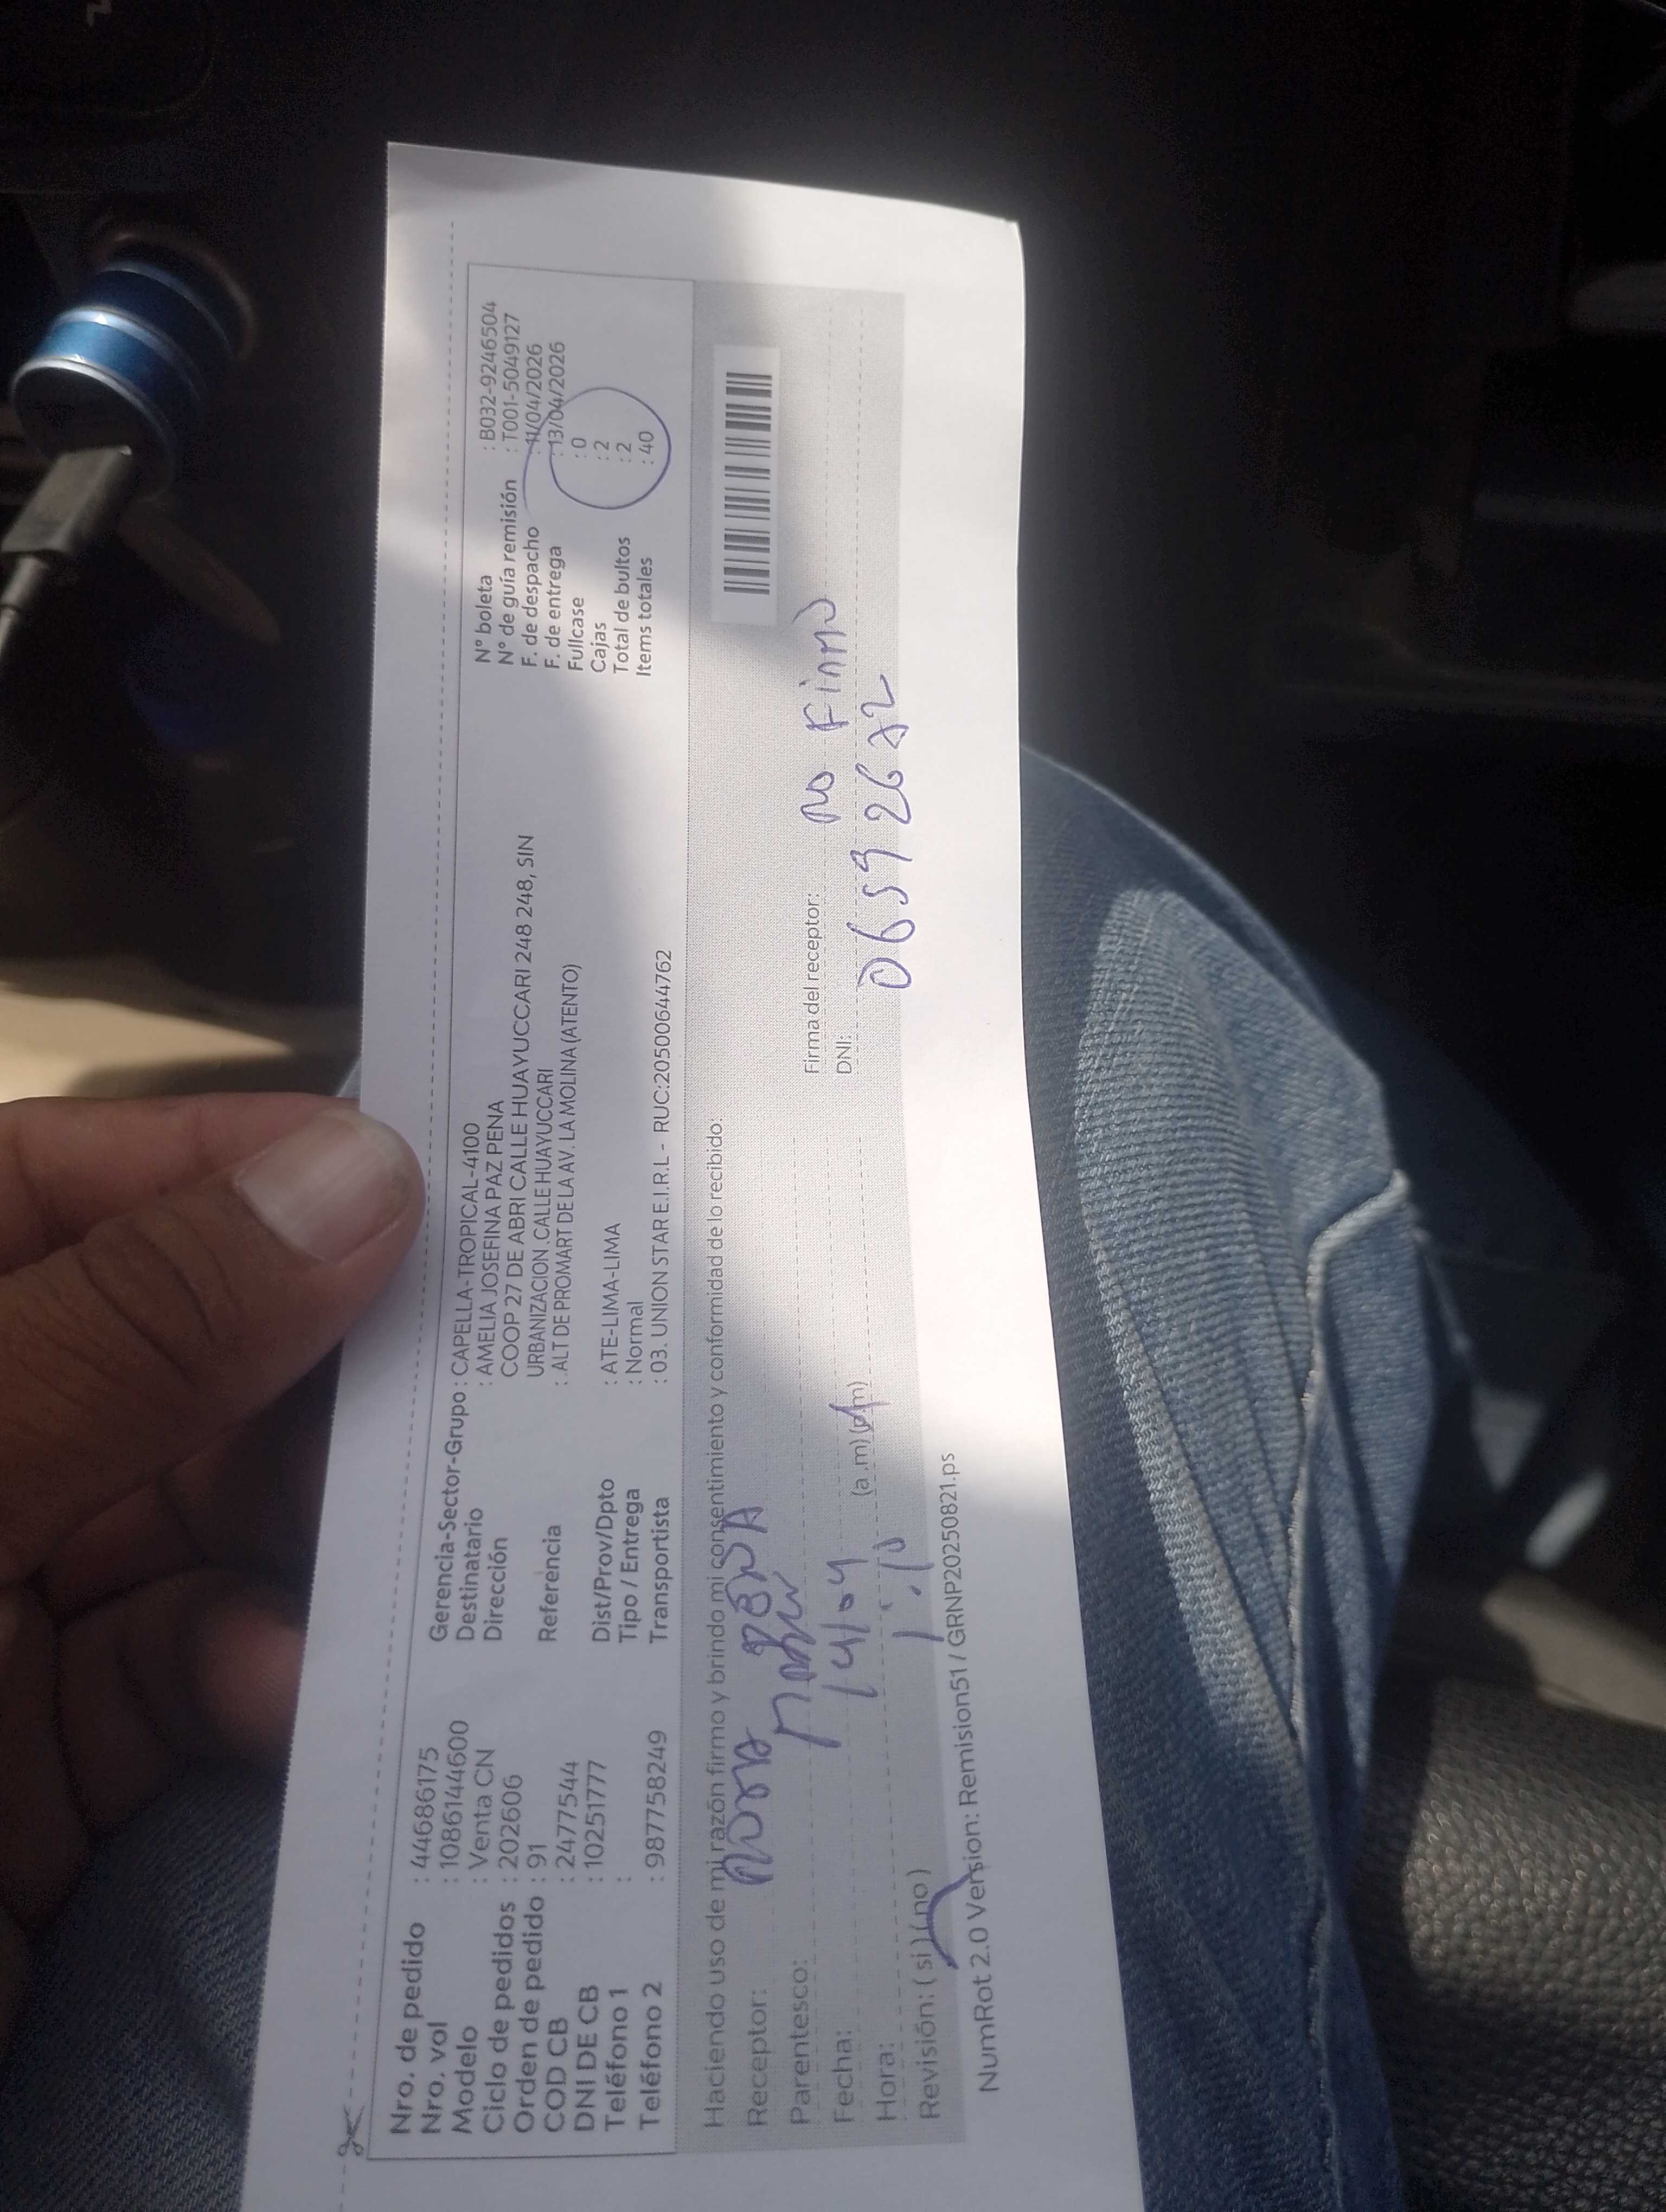 Nro. de pedido : 44686175
Nro. vol : 1086144600
Modelo : Venta CN
Ciclo de pedidos : 202606
Orden de pedido : 91
COD CB : 2477544
DNI DE CB : 10251777
Teléfono 1 :
Teléfono 2 : 987758249
Gerencia-Sector-Grupo : CAPELLA-TROPICAL-4100
Destinatario : AMELIA JOSEFINA PAZ PENA
Dirección COOP 27 DE ABRI CALLE HUAYUCCARI 248 248, SIN
URBANIZACION.CALLE HUAYUCCARI
Referencia : .ALT DE PROMART DE LA AV. LA MOLINA (ATENTO)
Dist/Prov/Dpto : ATE-LIMA-LIMA
Tipo / Entrega : Normal
Transportista : 03. UNION STAR E.I.R.L - RUC:20500644762
N° boleta : B032-9246504
N° de guía remisión : T001-5049127
F. de despacho : 11/04/2026
F. de entrega : 13/04/2026
Fullcase : 0
Cajas : 2
Total de bultos : 2
Items totales : 40
Haciendo uso de mi razón firmo y brindo mi consentimiento y conformidad de lo recibido:
Receptor:
Parentesco:
Fecha: 14/04
Hora: 1:10 (a.m)(p.m)
Revisión: ( si ) (no)
Firma del receptor: no Firmó
DNI: 06592672
NumRot 2.0 Version: Remision51 / GRNP20250821.ps